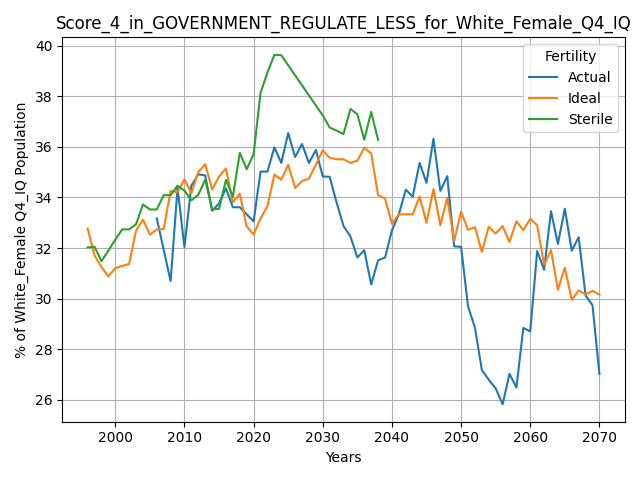 Score_4_in_GOVERNMENT_REGULATE_LESS_for_White_Female_Q4_IQ
Fertility
Actual
Ideal
Sterile
% of White_Female Q4_IQ Population
40
38
36
34
32
30
28
26
2000
2010
2020
2030
2040
2050
2060
2070
Years